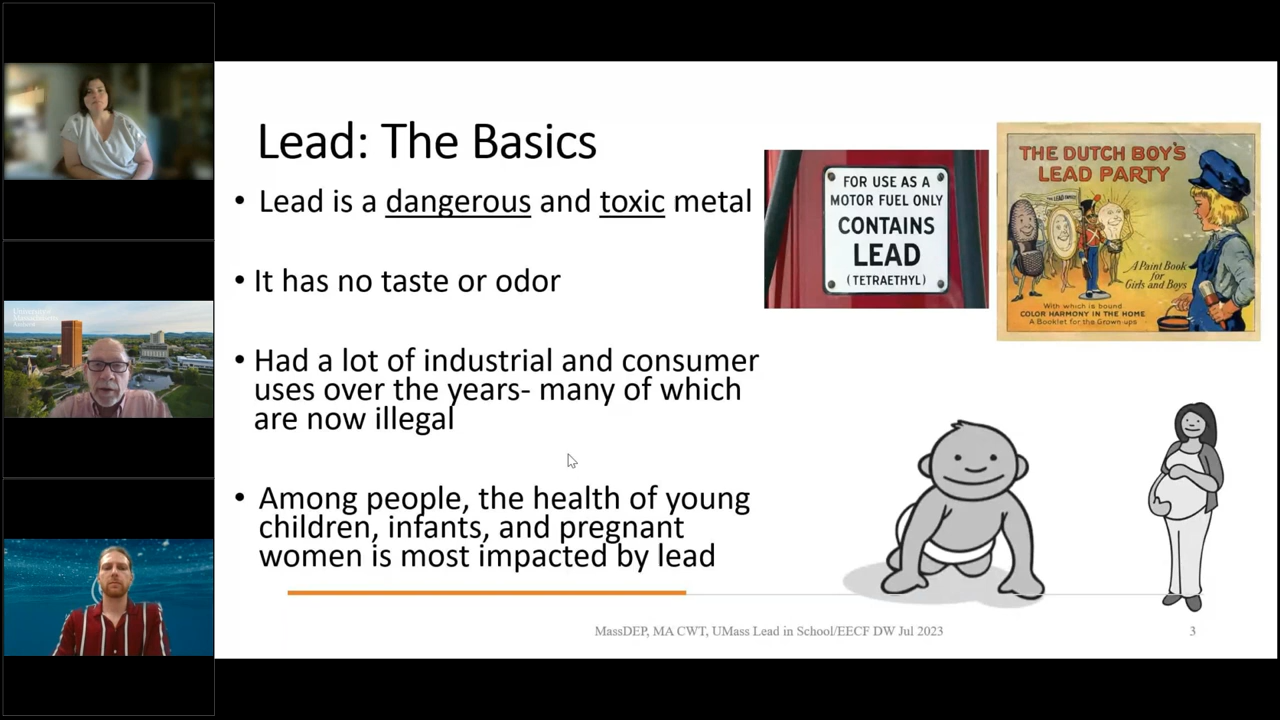 Lead: The Basics
• Lead is a dangerous and toxic metal
• It has no taste or odor
• Had a lot of industrial and consumer
uses over the years- many of which
are now illegal
• Among people, the health of young
children, infants, and pregnant
women is most impacted by lead
FOR USE AS A
MOTOR FUEL ONLY
CONTAINS
LEAD
(TETRAETHYL)
THE DUTCH BOY'S
LEAD PARTY
A Paint Book
for
Girls and Boys
With which is bound
COLOR HARMONY IN THE HOME
A Booklet for the Grown ups
MassDEP, MA CWT, UMass Lead in School/EECF DW Jul 2023
3